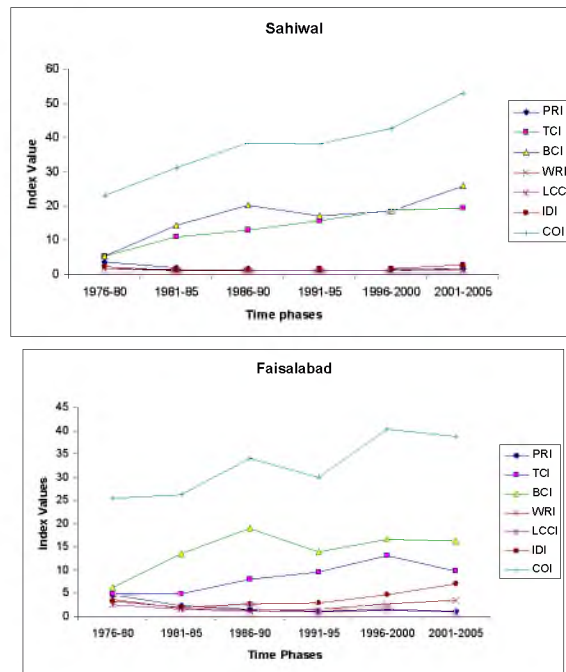 Sahiwal
60
50
40
30
20
10
0
Index Value
1976-80
1981-85
1986-90
1991-95
1996-2000
2001-2005
Time phases
PRI
TCI
BCI
WRI
LCCI
IDI
COI
Faisalabad
45
40
35
30
25
20
15
10
5
0
Index Values
1976-80
1981-95
1986-90
1991-95
1996-2000
2001-2005
Time Phases
PRI
TCI
BCI
WRI
LCCI
IDI
COI